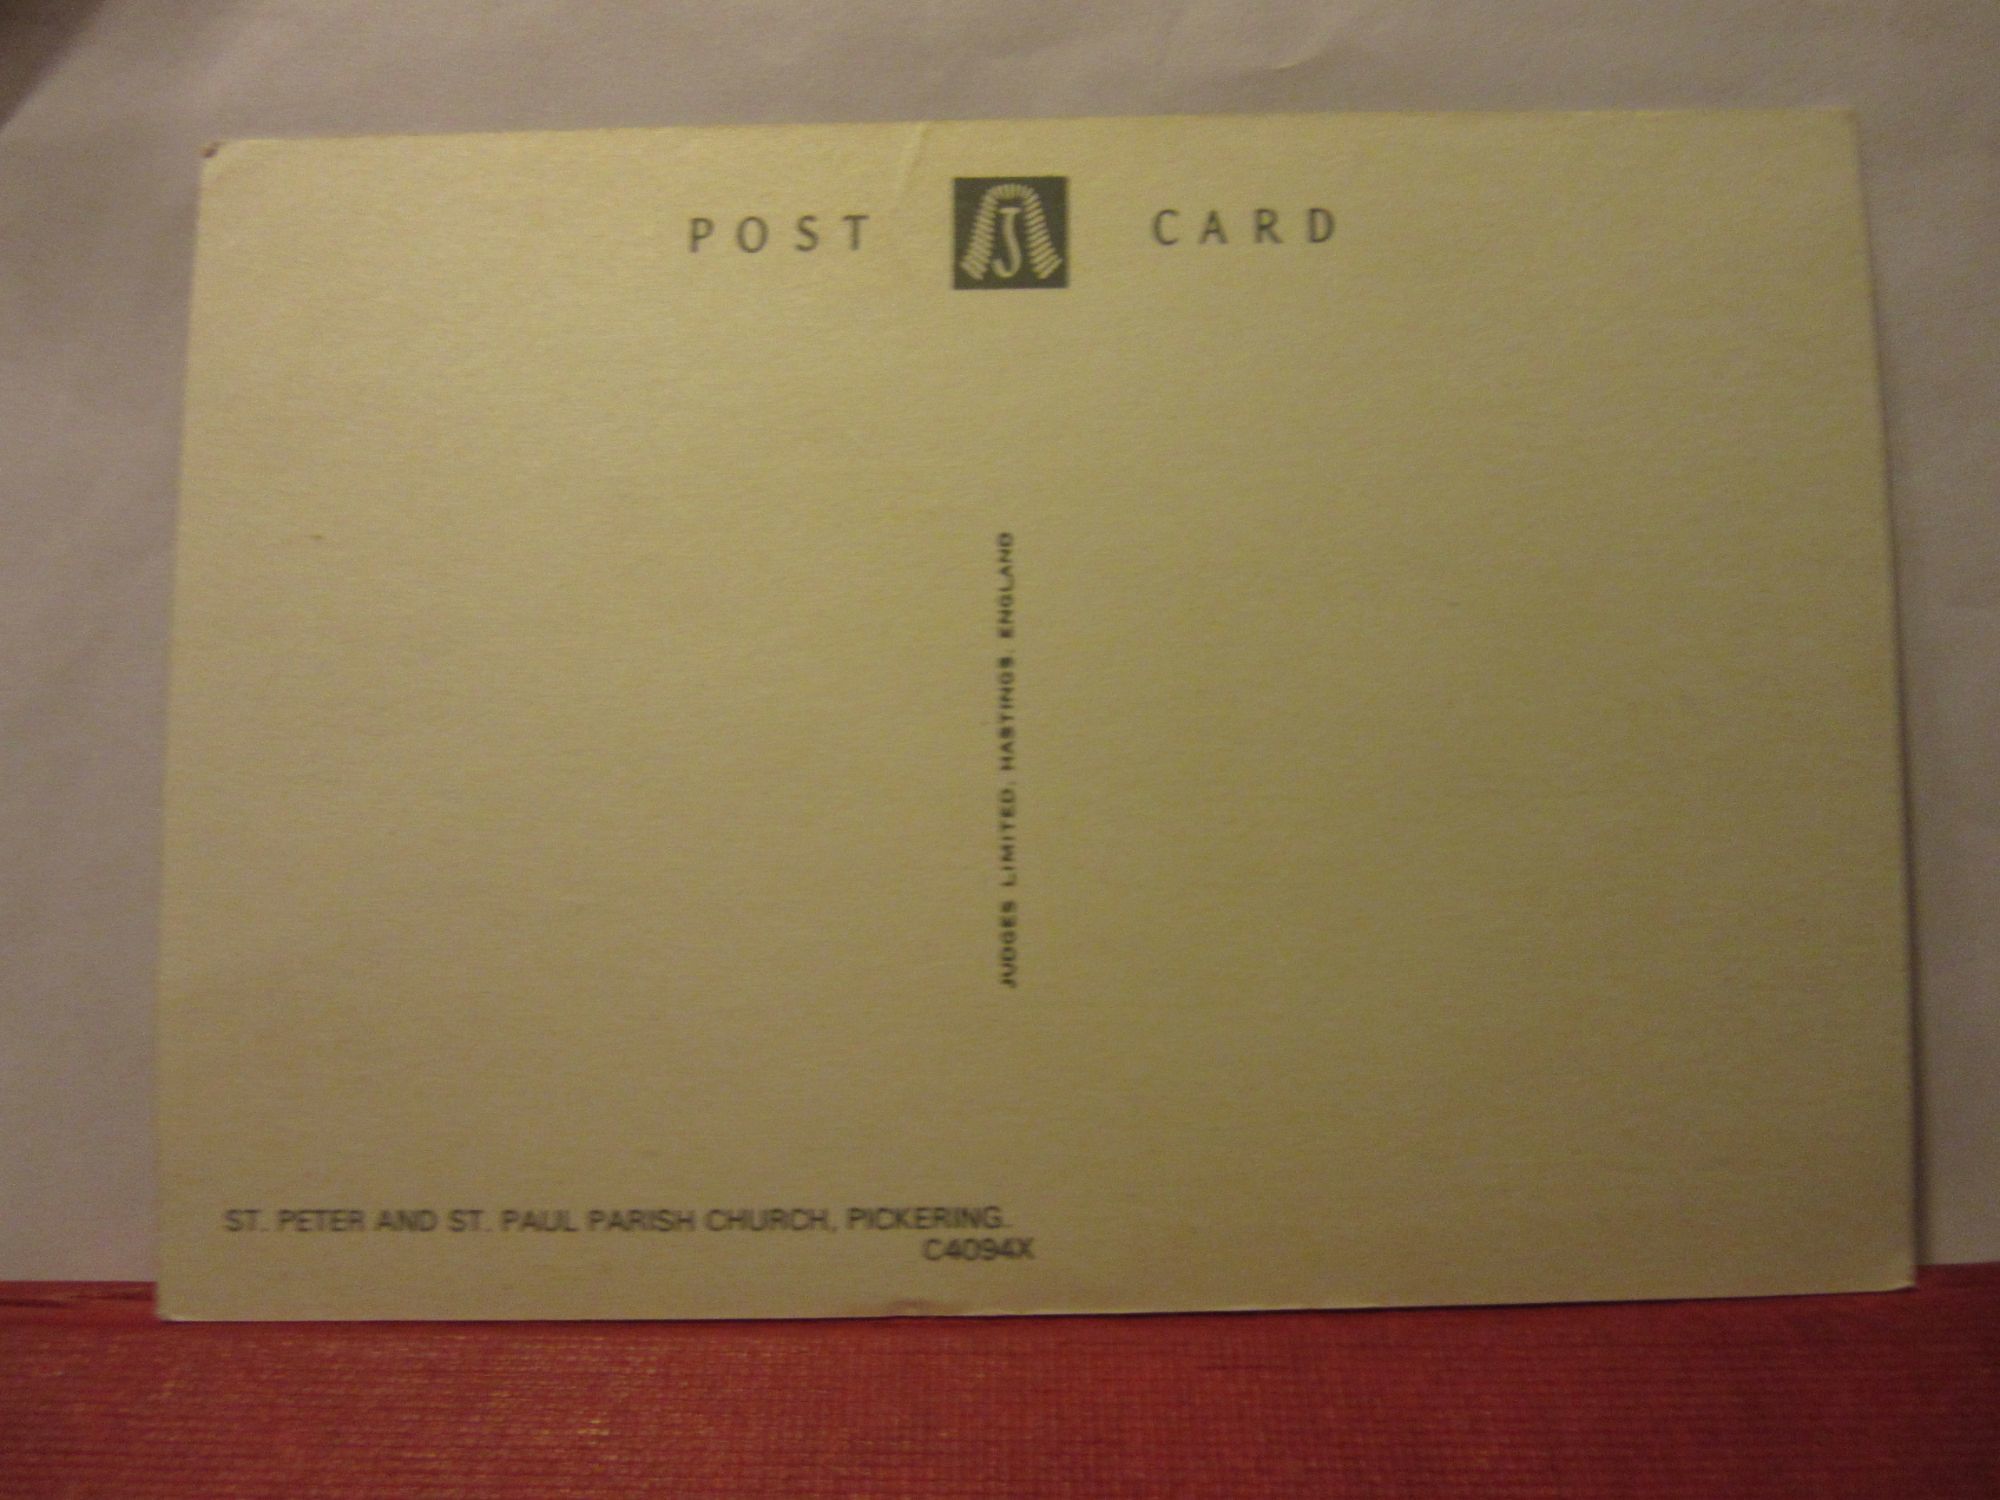 POST J CARD
JUDGES LIMITED, HASTINGS, ENGLAND
ST. PETER AND ST. PAUL PARISH CHURCH, PICKERING.
C4094X